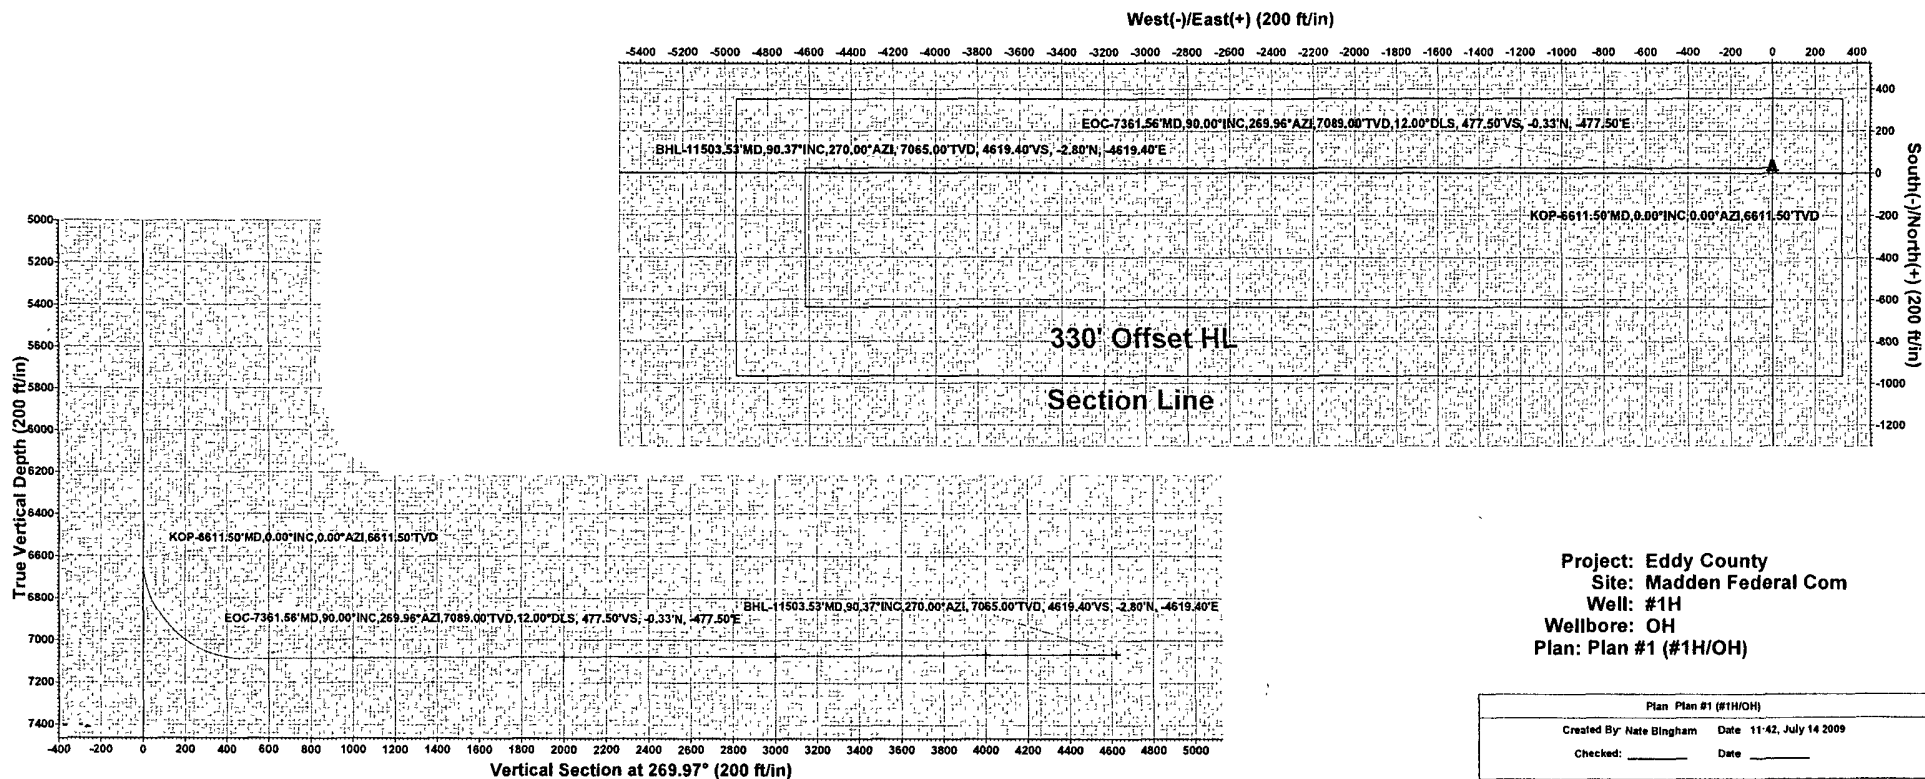 West(-)/East(+) (200 ft/in)
-5400 -5200 -5000 -4800 -4600 -4400 -4200 -4000 -3800 -3600 -3400 -3200 -3000 -2800 -2600 -2400 -2200 -2000 -1800 -1600 -1400 -1200 -1000 -800 -600 -400 -200 0 200 400
400
200
0
-200
-400
-600
-800
-1000
-1200
South(-)/North(+) (200 ft/in)
EOC-7361.56'MD,90.00°INC,269.96°AZI,7089.00'TVD,12.00°DLS, 477.50'VS, -0.33'N, -477.50'E
BHL-11503.53'MD,90.37°INC,270.00°AZI, 7065.00'TVD, 4619.40'VS, -2.80'N, -4619.40'E
KOP-6611.50'MD,0.00°INC,0.00°AZI,6611.50'TVD
330' Offset HL
Section Line
True Vertical Depth (200 ft/in)
5000
5200
5400
5600
5800
6000
6200
6400
6600
6800
7000
7200
7400
KOP-6611.50'MD,0.00°INC,0.00°AZI,6611.50'TVD
BHL-11503.53'MD,90.37°INC,270.00°AZI, 7065.00'TVD, 4619.40'VS, -2.80'N, -4619.40'E
EOC-7361.56'MD,90.00°INC,269.96°AZI,7089.00'TVD,12.00°DLS, 477.50'VS, -0.33'N, -477.50'E
-400 -200 0 200 400 600 800 1000 1200 1400 1600 1800 2000 2200 2400 2600 2800 3000 3200 3400 3600 3800 4000 4200 4400 4600 4800 5000
Vertical Section at 269.97° (200 ft/in)
Project: Eddy County
Site: Madden Federal Com
Well: #1H
Wellbore: OH
Plan: Plan #1 (#1H/OH)
Plan Plan #1 (#1H/OH)
Created By: Nate Bingham Date 11:42, July 14 2009
Checked: ________ Date ________